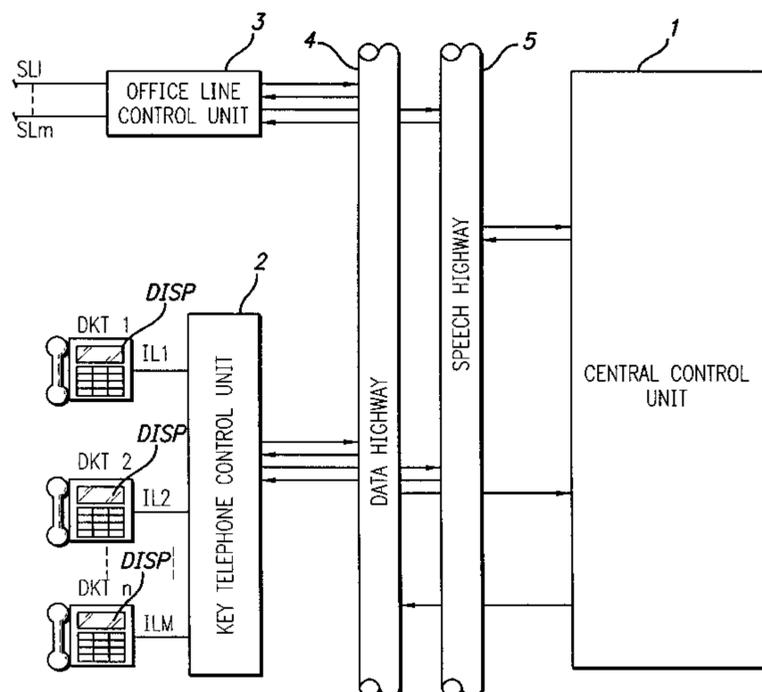 3
4
5
1
SL1
SLm
OFFICE LINE
CONTROL UNIT
2
DISP
DKT 1
IL1
DISP
DKT 2
IL2
DISP
DKT n
ILM
KEY TELEPHONE CONTROL UNIT
DATA HIGHWAY
SPEECH HIGHWAY
CENTRAL CONTROL
UNIT